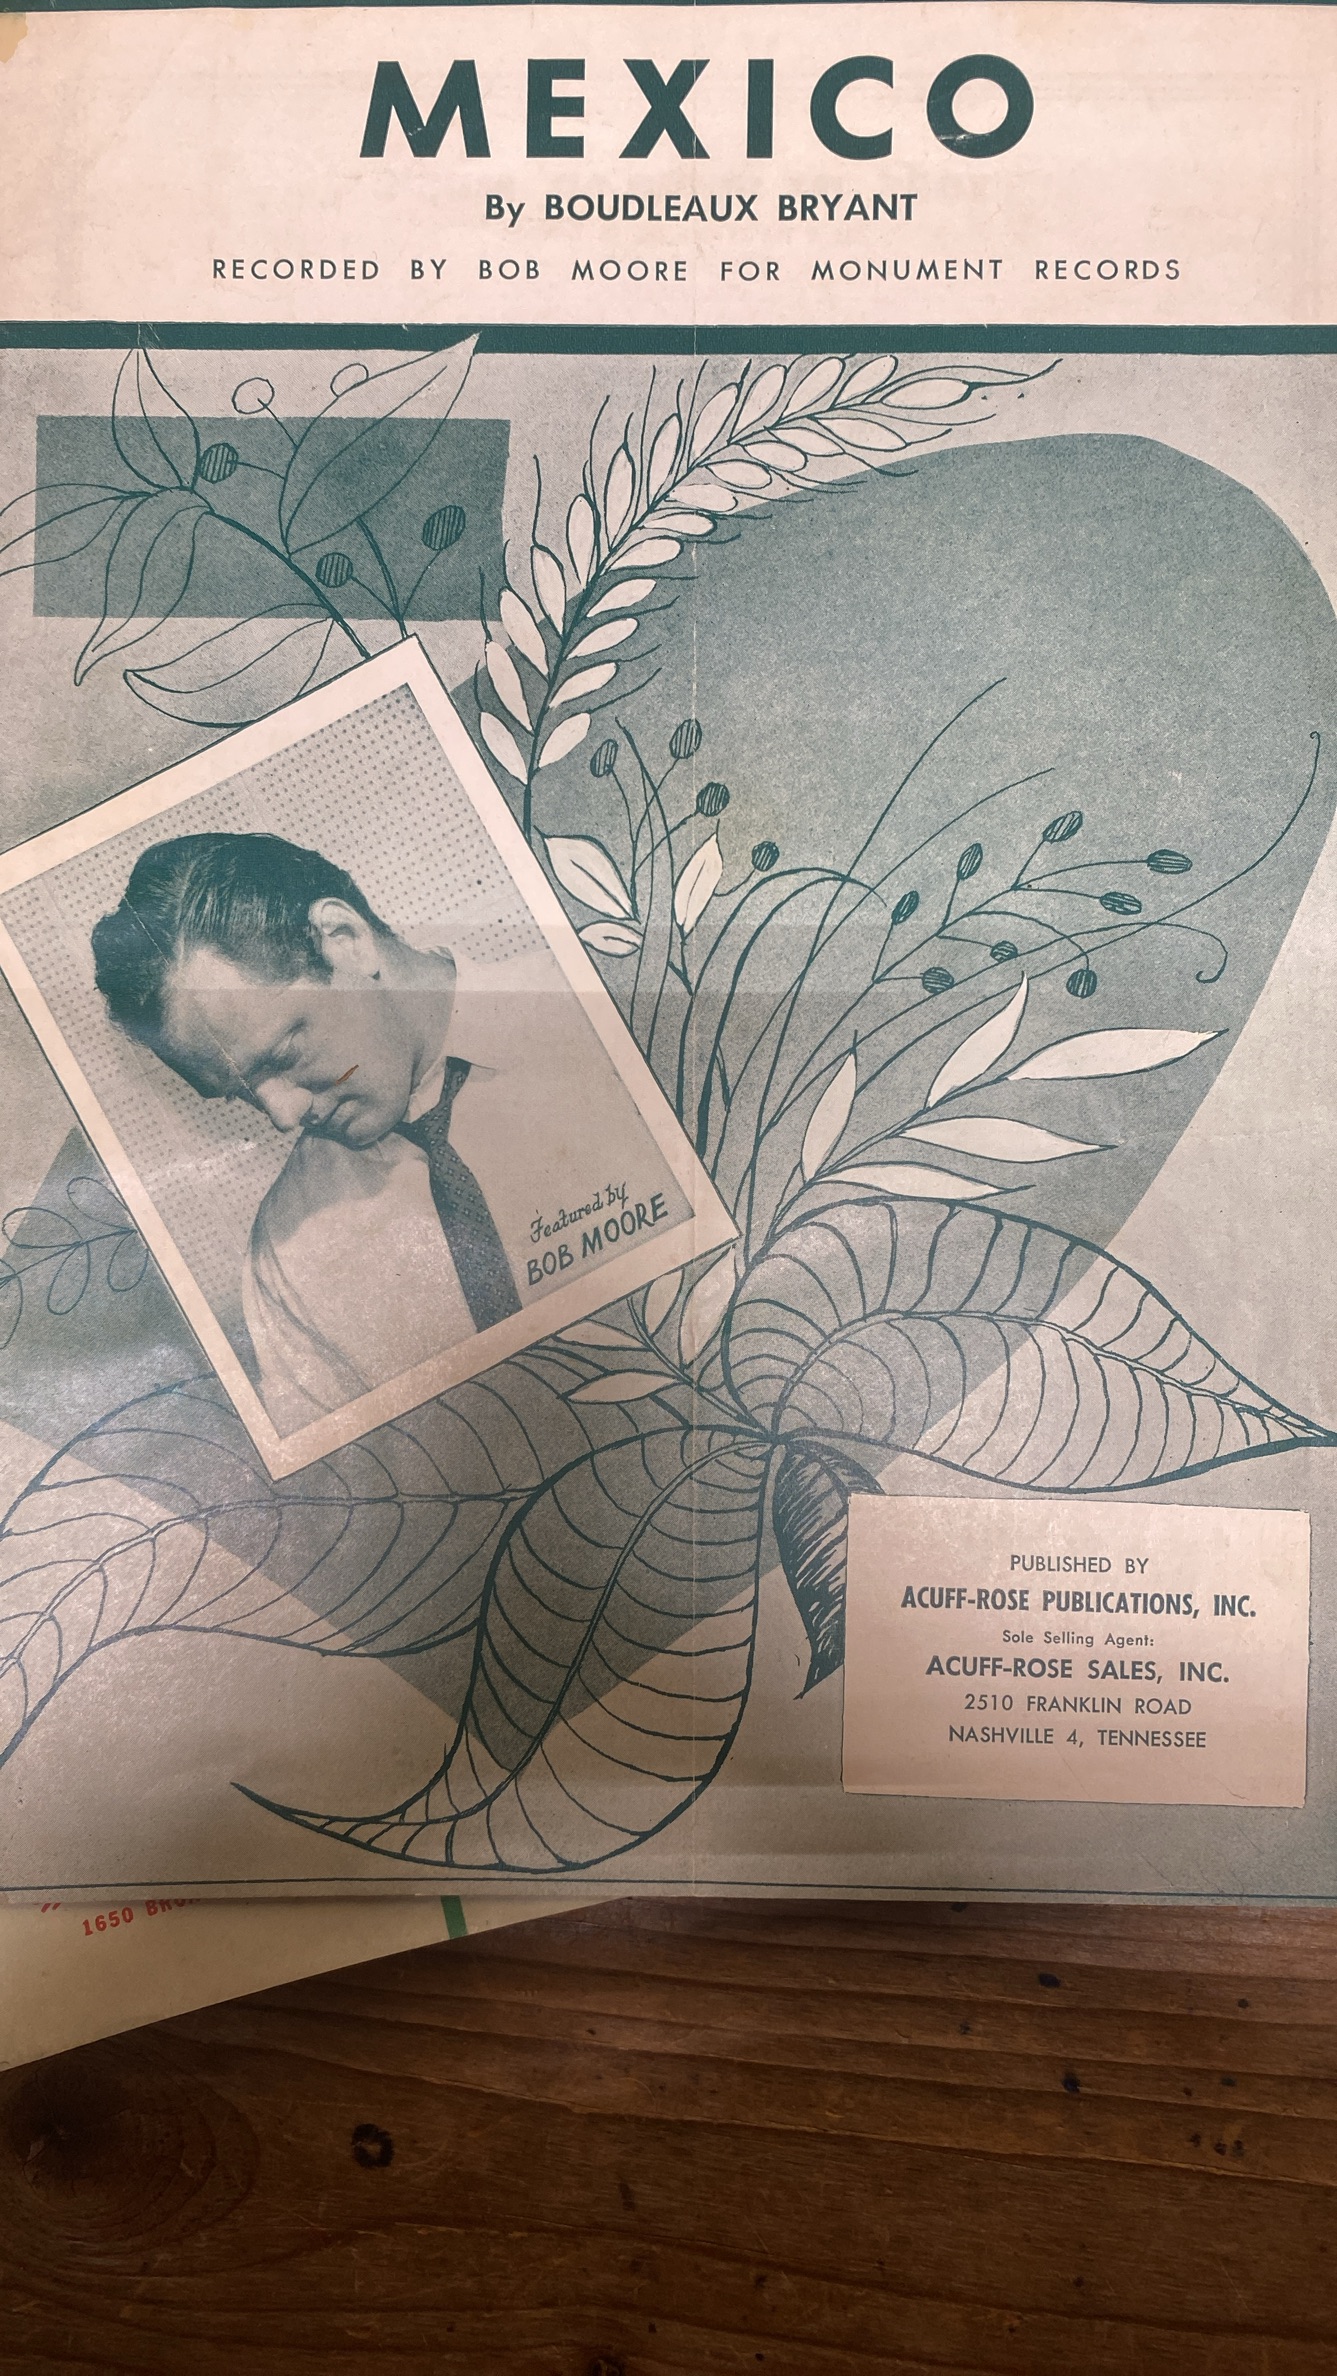 MEXICO
By BOUDLEAUX BRYANT
RECORDED BY BOB MOORE FOR MONUMENT RECORDS
Featured by
BOB MOORE
PUBLISHED BY
ACUFF-ROSE PUBLICATIONS, INC.
Sole Selling Agent:
ACUFF-ROSE SALES, INC.
2510 FRANKLIN ROAD
NASHVILLE 4, TENNESSEE
1650